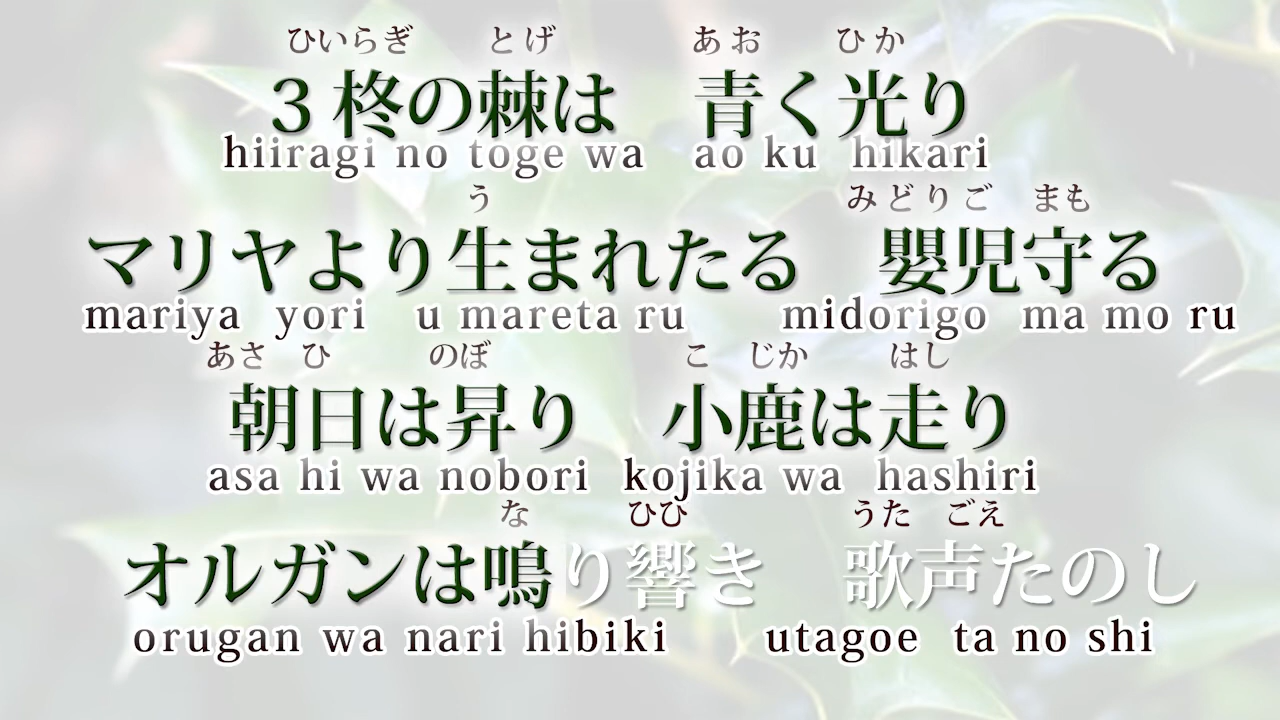 ひいらぎ とげ あお ひか
3柊の棘は 青く光り
hiiragi no toge wa ao ku hikari
う みどりご まも
マリヤより生まれたる 嬰児守る
mariya yori u mareta ru midorigo ma mo ru
あさ ひ のぼ こ じか はし
朝日は昇り 小鹿は走り
asa hi wa nobori kojika wa hashiri
な ひび うた ごえ
オルガンは鳴り響き 歌声たのし
orugan wa nari hibiki utagoe ta no shi